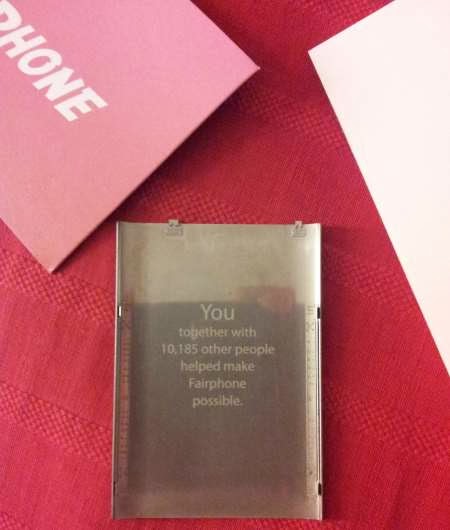 PHONE
You
together with
10,185 other people
helped make
Fairphone
possible.